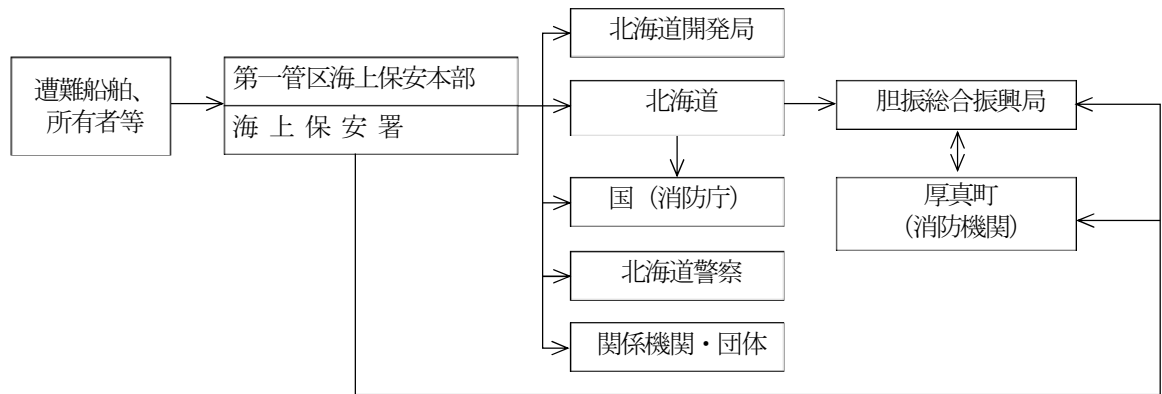 遭難船舶、
所有者等
第一管区海上保安本部
海 上 保 安 署
北海道開発局
北海道
国（消防庁）
北海道警察
関係機関・団体
胆振総合振興局
厚真町
（消防機関）